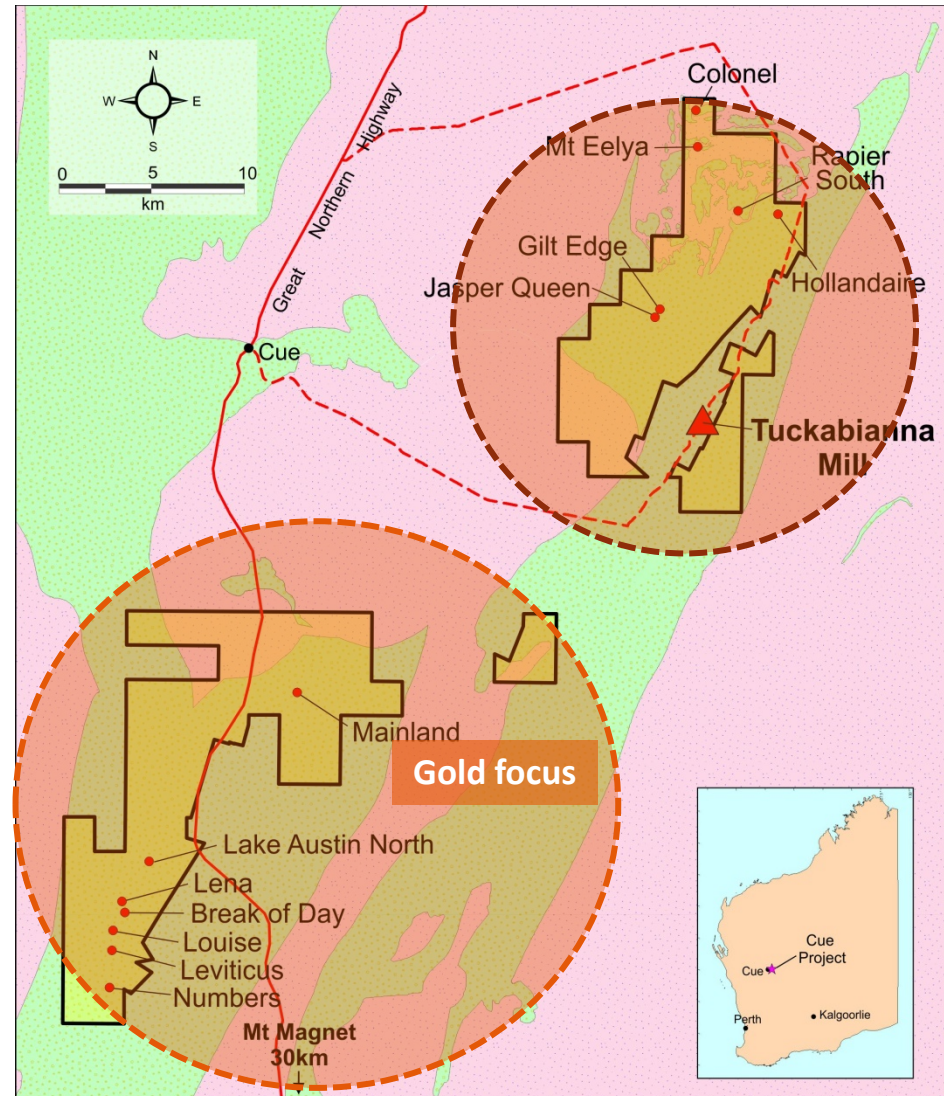 N
W E
S
0 5 10
km
Great Northern Highway
Colonel
Mt Eelya
Rapier
South
Gilt Edge
Jasper Queen
Hollandaire
Cue
Tuckabianna
Mill
Mainland
Gold focus
Lake Austin North
Lena
Break of Day
Louise
Leviticus
Numbers
Mt Magnet
30km
Cue
Project
Cue
Perth
Kalgoorlie